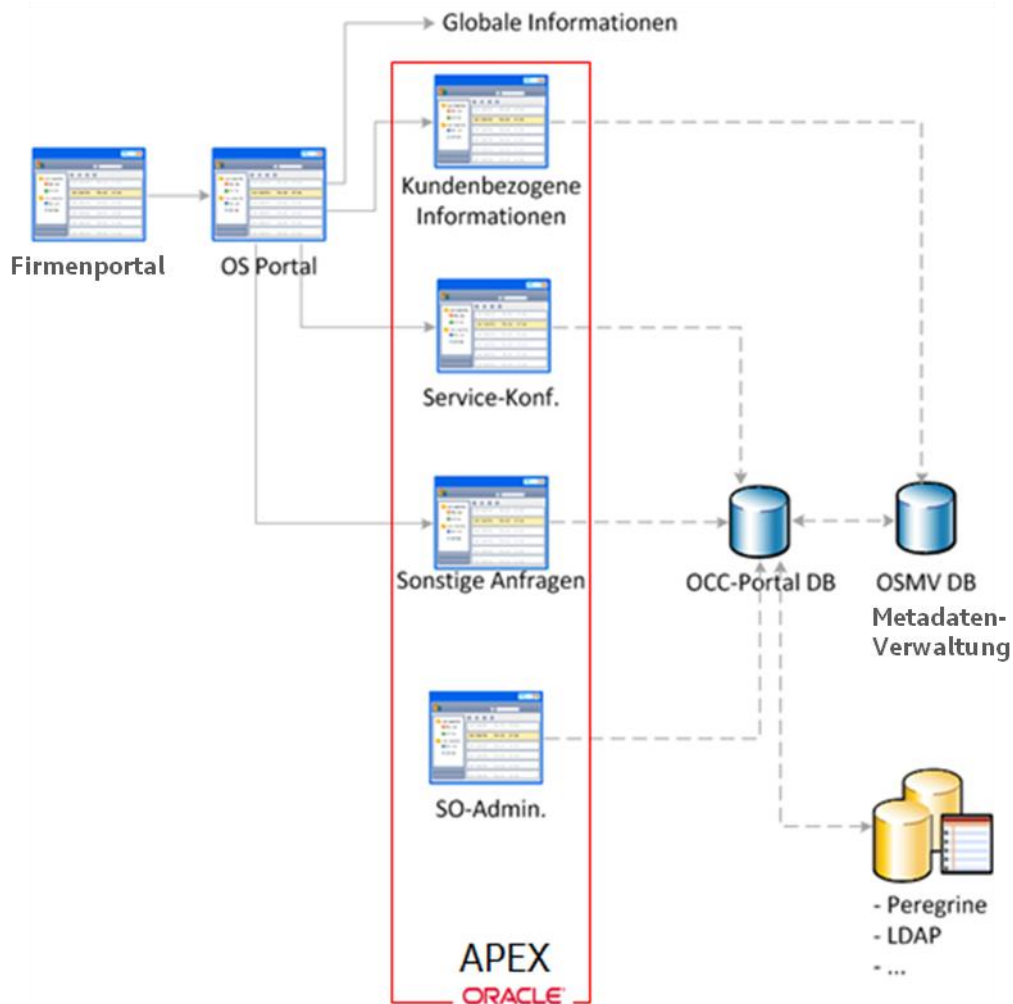 Globale Informationen
Kundenbezogene
Informationen
Firmenportal
OS Portal
Service-Konf.
Sonstige Anfragen
OCC-Portal DB
OSMV DB
Metadaten-
Verwaltung
SO-Admin.
- Peregrine
- LDAP
- ...
APEX
ORACLE